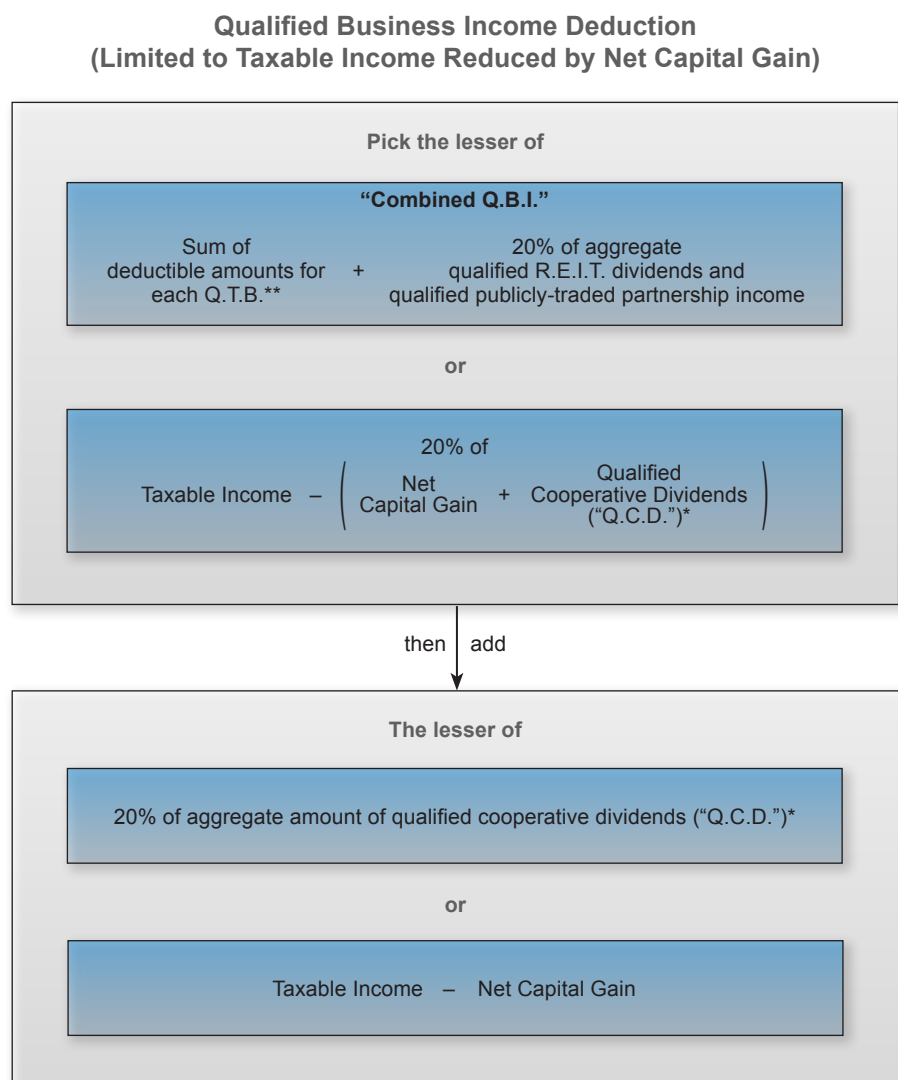 Qualified Business Income Deduction
(Limited to Taxable Income Reduced by Net Capital Gain)
Pick the lesser of
“Combined Q.B.I.”
Sum of
deductible amounts for
each Q.T.B.**
+
20% of aggregate
qualified R.E.I.T. dividends and
qualified publicly-traded partnership income
or
20% of
Taxable Income – ( Net
Capital Gain
+
Qualified
Cooperative Dividends
(“Q.C.D.”)* )
then add
The lesser of
20% of aggregate amount of qualified cooperative dividends (“Q.C.D.”)*
or
Taxable Income – Net Capital Gain